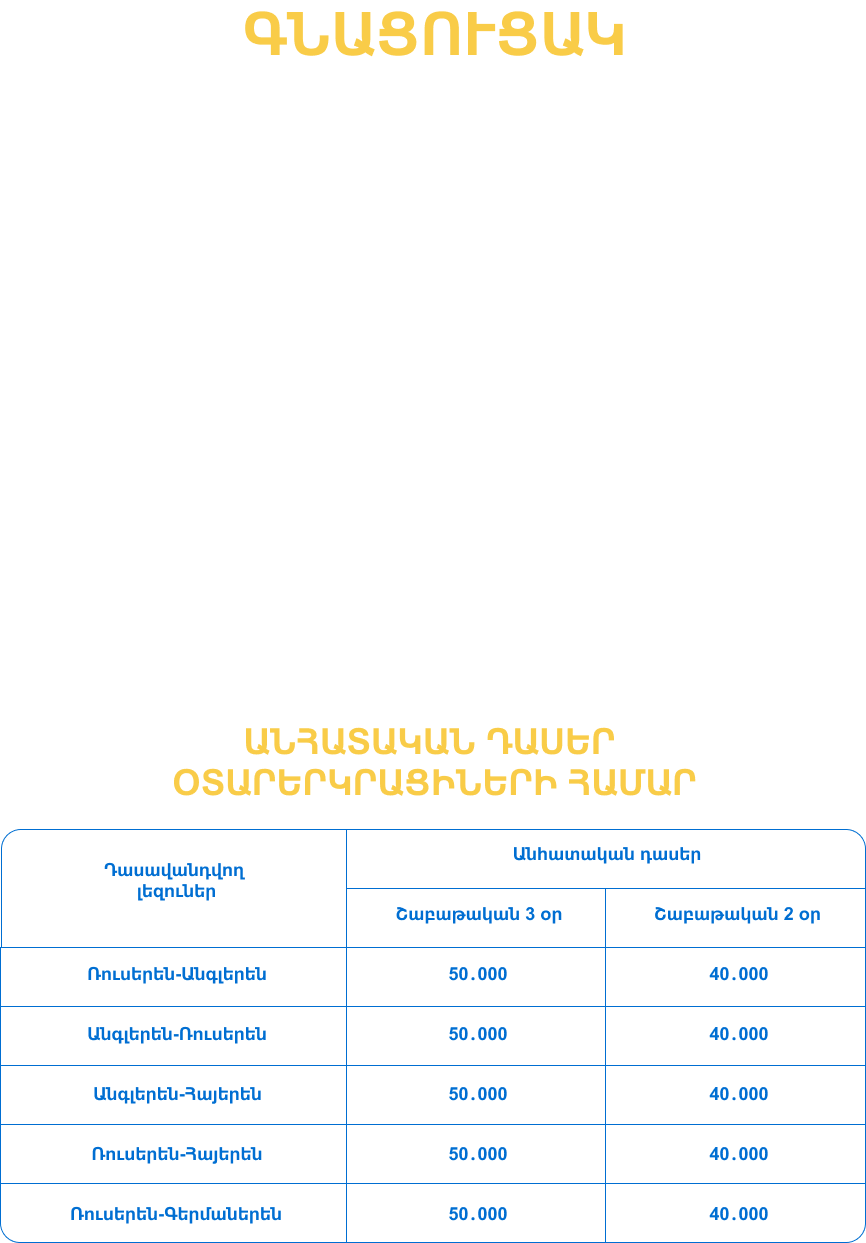 ԳՆԱՑՈՒՑԱԿ
ԱՆՀԱՏԱԿԱՆ ԴԱՍԵՐ
ՕՏԱՐԵՐԿՐԱՑԻՆԵՐԻ ՀԱՄԱՐ
Դասավանդվող
լեզուներ
Անհատական դասեր
Շաբաթական 3 օր
Շաբաթական 2 օր
Ռուսերեն-Անգլերեն 50.000 40.000
Անգլերեն-Ռուսերեն 50.000 40.000
Անգլերեն-Հայերեն 50.000 40.000
Ռուսերեն-Հայերեն 50.000 40.000
Ռուսերեն-Գերմաներեն 50.000 40.000